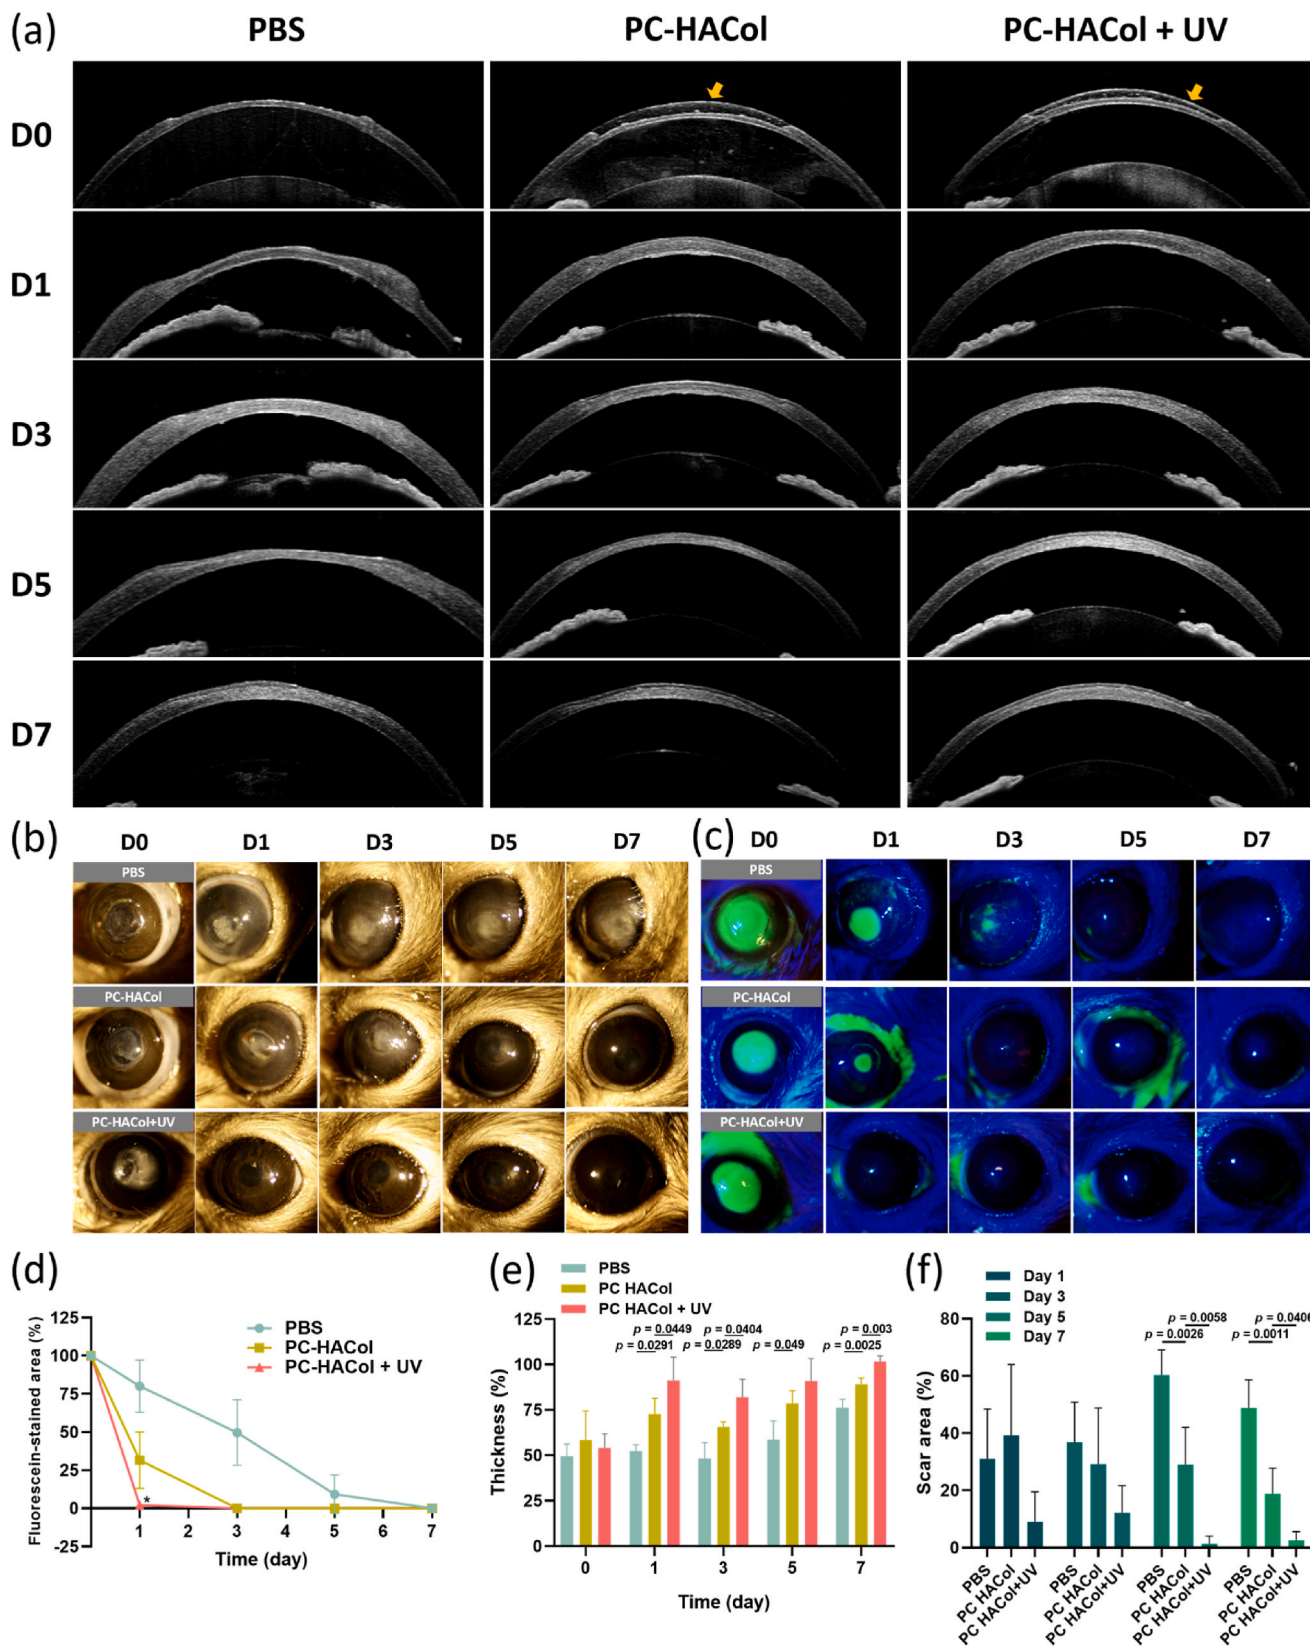 (a)
PBS
PC-HACol
PC-HACol + UV
D0
D1
D3
D5
D7
(b)
D0
D1
D3
D5
D7
PBS
PC-HACol
PC-HACol+UV
(c)
D0
D1
D3
D5
D7
PBS
PC-HACol
PC-HACol+UV
(d)
PBS
PC-HACol
PC-HACol + UV
Fluorescein-stained area (%)
125
100
75
50
25
0
-25
*
1 2 3 4 5 6 7
Time (day)
(e)
PBS
PC HACol
PC HACol + UV
Thickness (%)
125
100
75
50
25
0
p = 0.0449
p = 0.0291
p = 0.0404
p = 0.0289
p = 0.049
p = 0.003
p = 0.0025
0 1 3 5 7
Time (day)
(f)
Day 1
Day 3
Day 5
Day 7
Scar area (%)
80
60
40
20
0
p = 0.0058
p = 0.0026
p = 0.0406
p = 0.0011
PBS
PC HACol
PC HACol+UV
PBS
PC HACol
PC HACol+UV
PBS
PC HACol
PC HACol+UV
PBS
PC HACol
PC HACol+UV